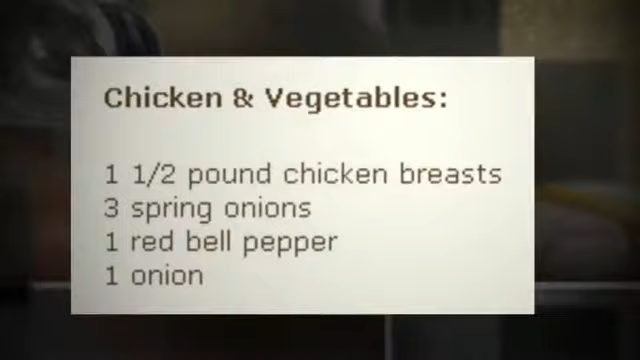 Chicken & Vegetables:
1 1/2 pound chicken breasts
3 spring onions
1 red bell pepper
1 onion